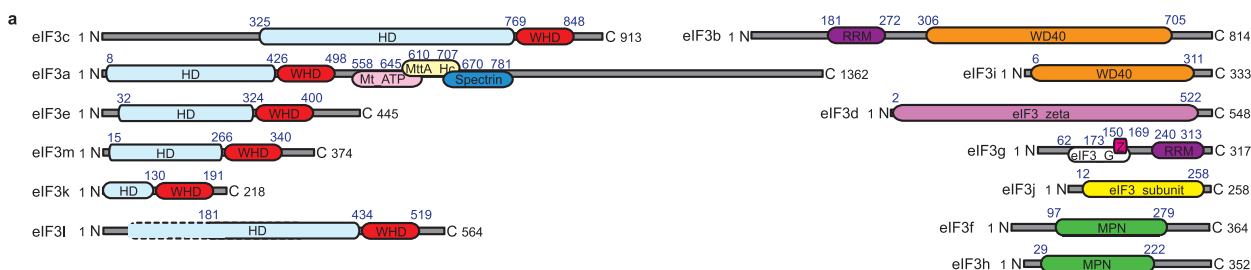 a
325 769 848
eIF3c 1 N HD WHD C 913
8 426 498 558 645 610 707 670 781
eIF3a 1 N HD WHD Mt_ATP MttA_Hc Spectrin C 1362
32 324 400
eIF3e 1 N HD WHD C 445
15 266 340
eIF3m 1 N HD WHD C 374
130 191
eIF3k 1 N HD WHD C 218
181 434 519
eIF3l 1 N HD WHD C 564
181 272 306 705
eIF3b 1 N RRM WD40 C 814
6 311
eIF3i 1 N WD40 C 333
2 522
eIF3d 1 N eIF3_zeta C 548
62 173 150 169 240 313
eIF3g 1 N eIF3_G Z RRM C 317
12 258
eIF3j 1 N eIF3_subunit C 258
97 279
eIF3f 1 N MPN C 364
29 222
eIF3h 1 N MPN C 352